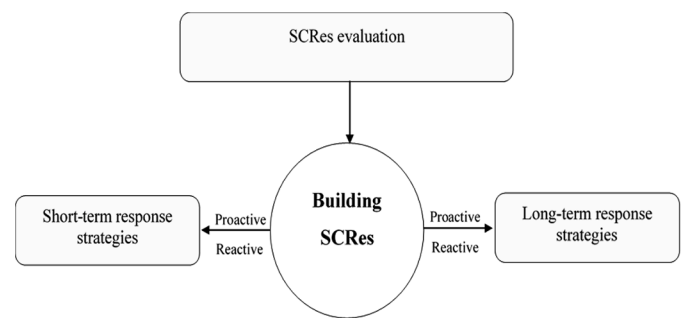 SCRes evaluation
Building
SCRes
Short-term response
strategies
Proactive
Reactive
Proactive
Reactive
Long-term response
strategies